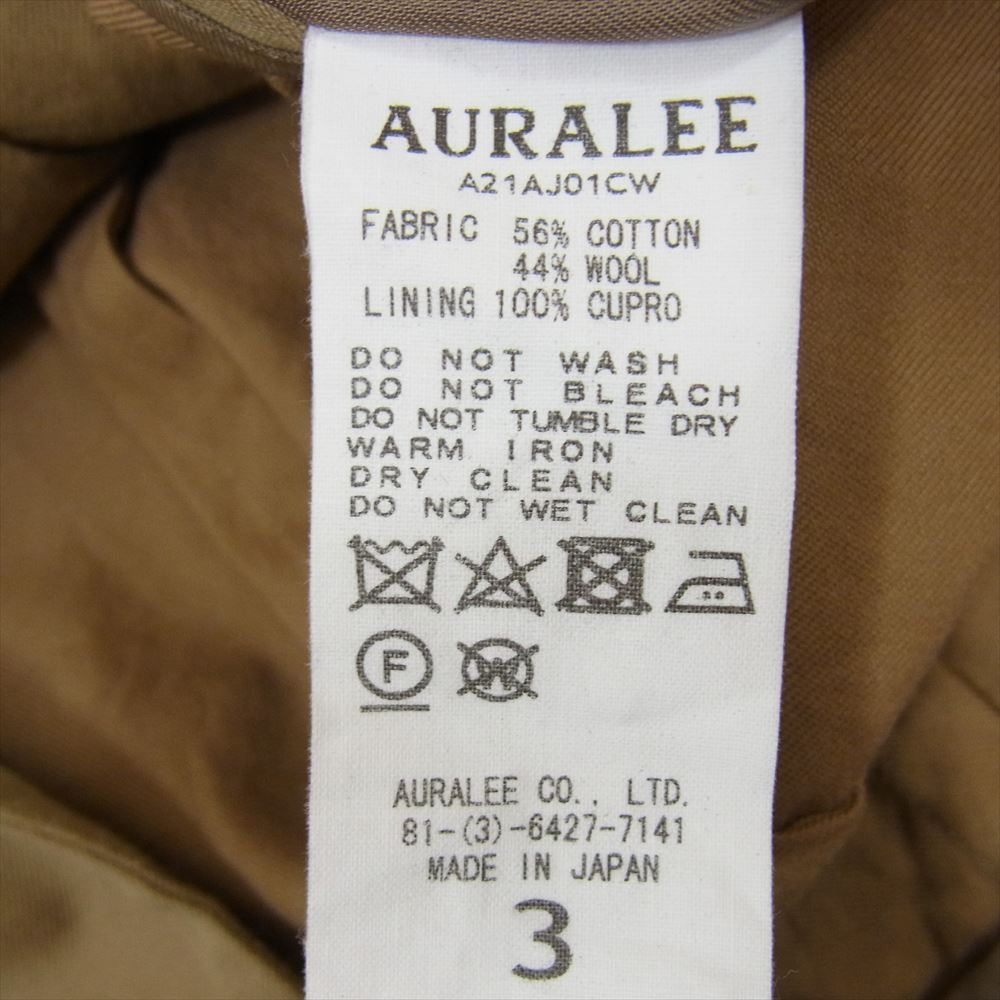 AURALEE
A21AJ01CW
FABRIC 56% COTTON
44% WOOL
LINING 100% CUPRO
DO NOT WASH
DO NOT BLEACH
DO NOT TUMBLE DRY
WARM IRON
DRY CLEAN
DO NOT WET CLEAN
F W
AURALEE CO., LTD.
81-(3)-6427-7141
MADE IN JAPAN
3